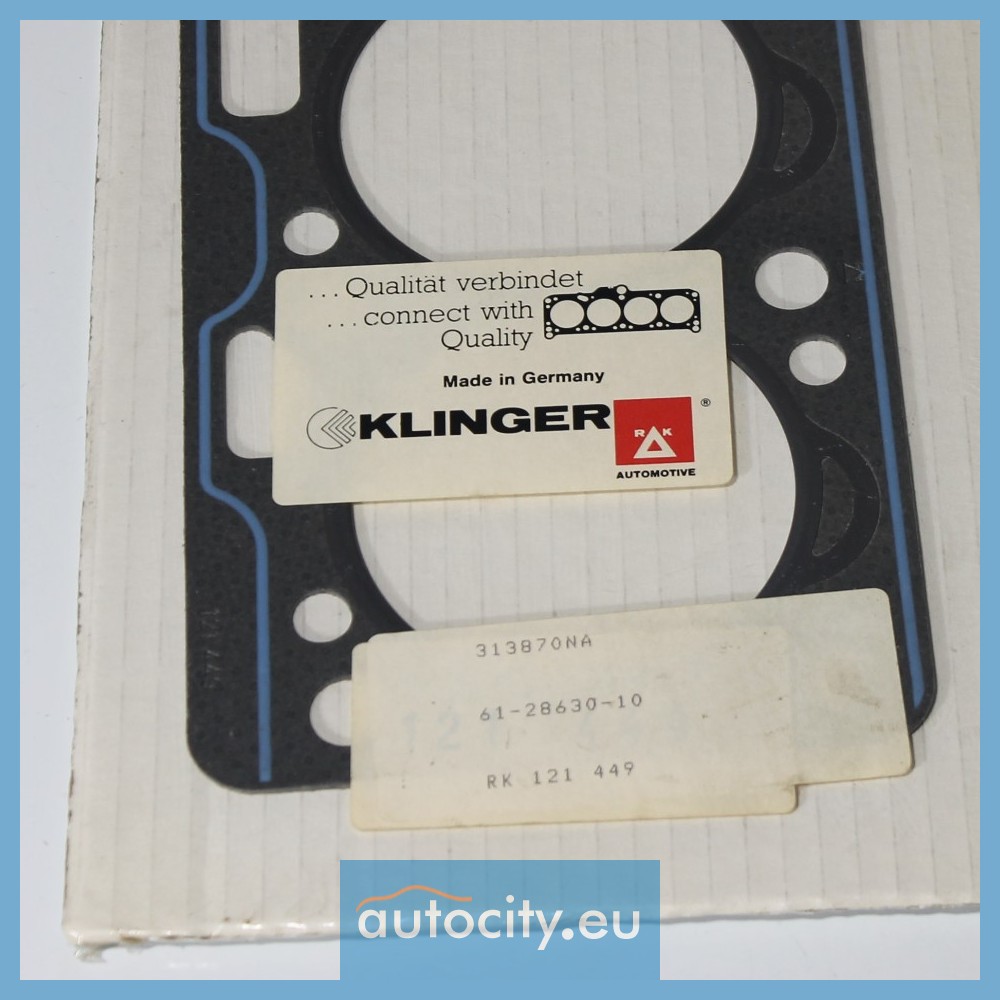 ...Qualität verbindet
...connect with
Quality
Made in Germany
KLINGER
®
R K
AUTOMOTIVE
313870NA
61-28630-10
RK 121 449
autocity.eu